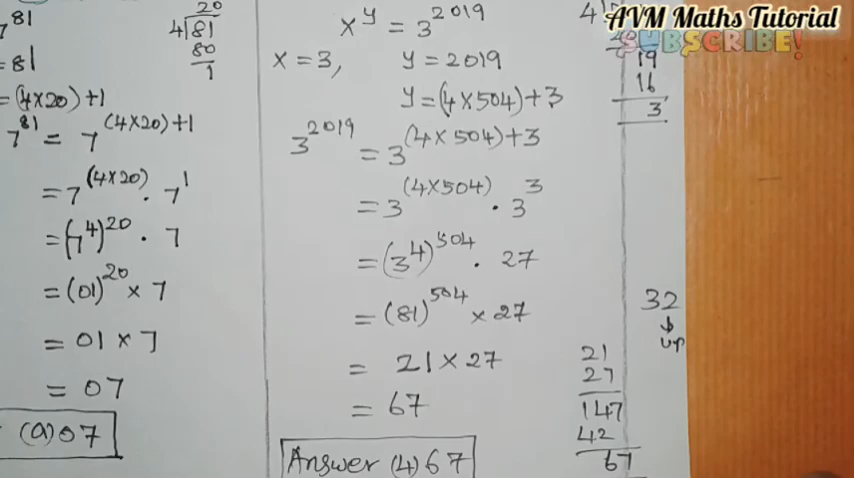 7^81
= 81
= (4×20) + 1
7^81 = 7^(4×20)+1
= 7^(4×20) · 7^1
= (7^4)^20 · 7
= (01)^20 × 7
= 01 × 7
= 07
(a) 07
20
4|81
80
1
x^y = 3^2019
x = 3, y = 2019
y = (4×504)+3
3^2019 = 3^(4×504)+3
= 3^(4×504) · 3^3
= (3^4)^504 · 27
= (81)^504 × 27
= 21 × 27
= 67
Answer (4) 67
AVM Maths Tutorial
SUBSCRIBE!
4|
19
16
3
32
↓
up
21
27
147
42
67